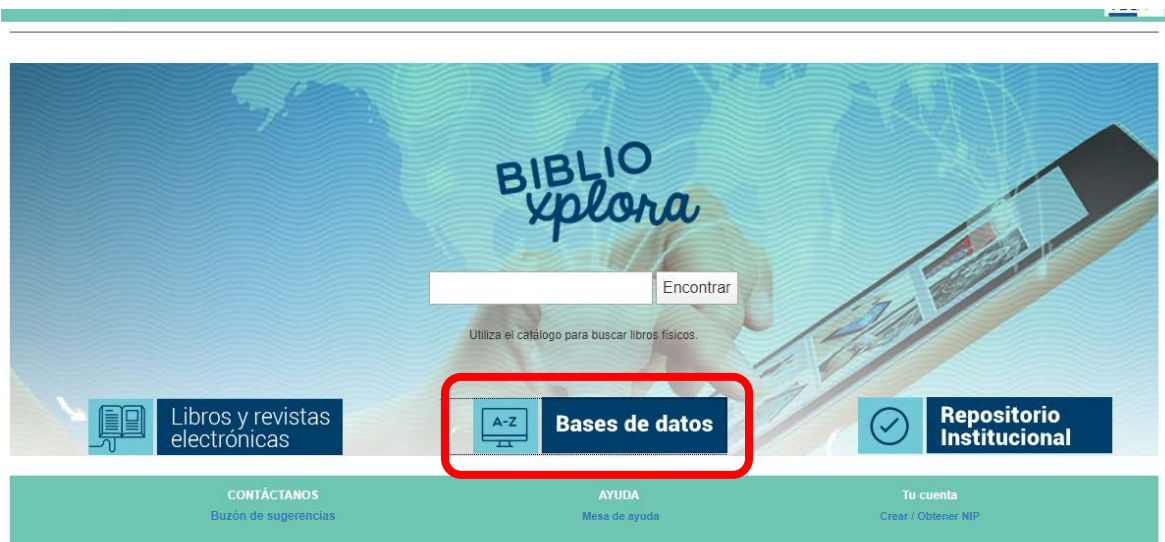 BIBLIO
xplora
Encontrar
Utiliza el catálogo para buscar libros físicos.
Libros y revistas
electrónicas
A-Z
Bases de datos
Repositorio
Institucional
CONTÁCTANOS
AYUDA
Tu cuenta
Buzón de sugerencias
Mesa de ayuda
Crear / Obtener NIP